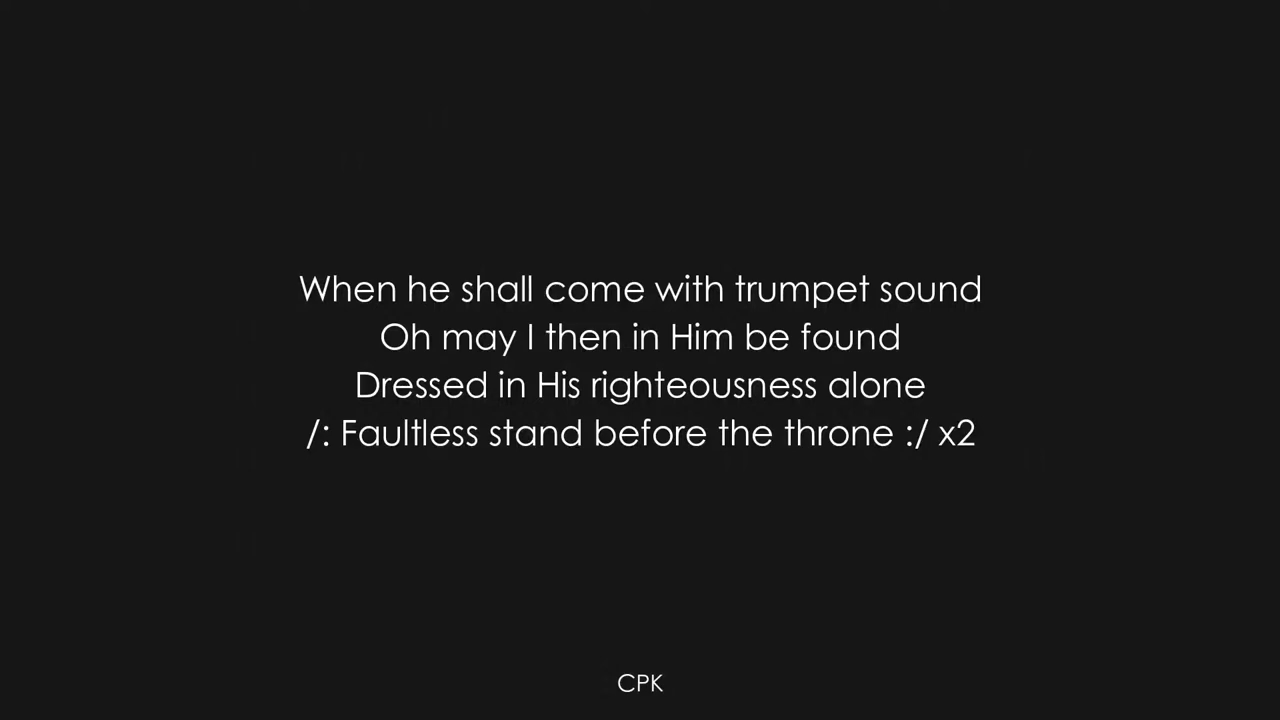 When he shall come with trumpet sound
Oh may I then in Him be found
Dressed in His righteousness alone
/: Faultless stand before the throne :/ x2
CPK